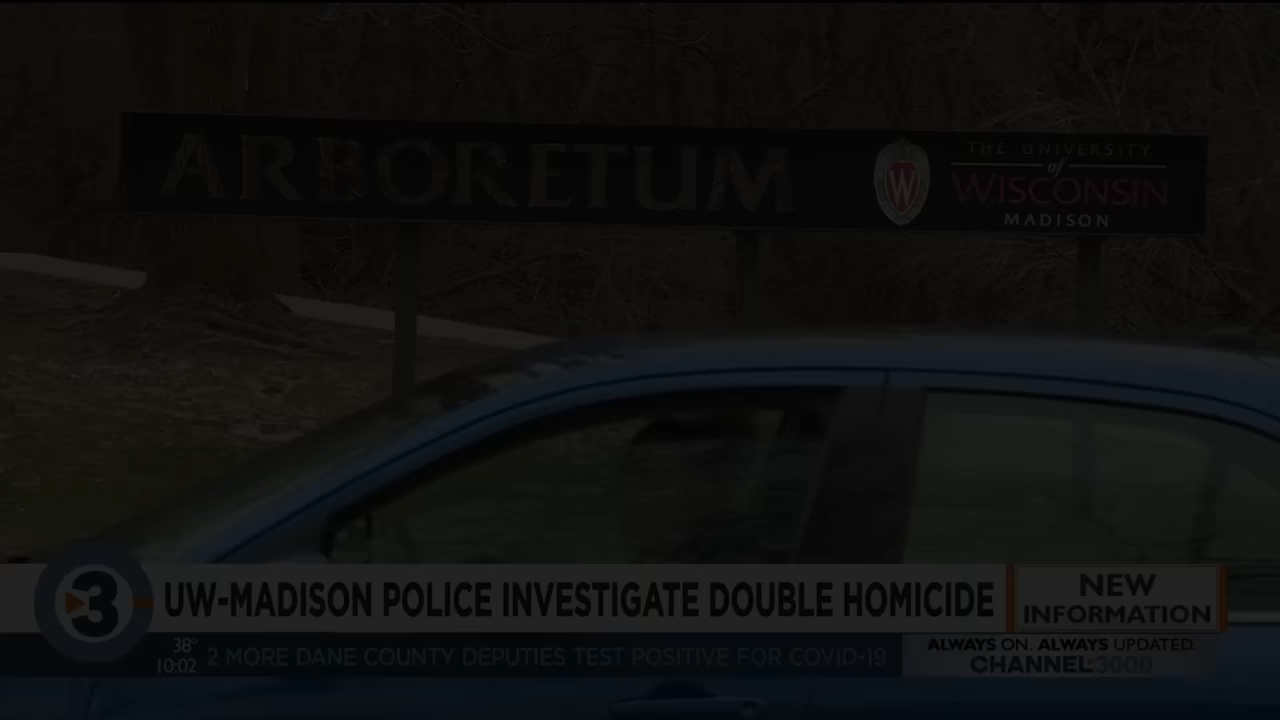 ARBORETUM
W
THE UNIVERSITY
of
WISCONSIN
MADISON
3
UW-MADISON POLICE INVESTIGATE DOUBLE HOMICIDE
NEW
INFORMATION
38°
10:02
2 MORE DANE COUNTY DEPUTIES TEST POSITIVE FOR COVID-19
ALWAYS ON. ALWAYS UPDATED.
CHANNEL3000